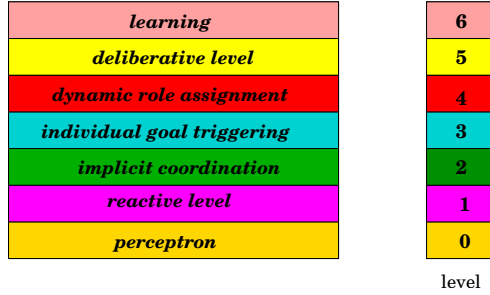 learning 6
deliberative level 5
dynamic role assignment 4
individual goal triggering 3
implicit coordination 2
reactive level 1
perceptron 0
level